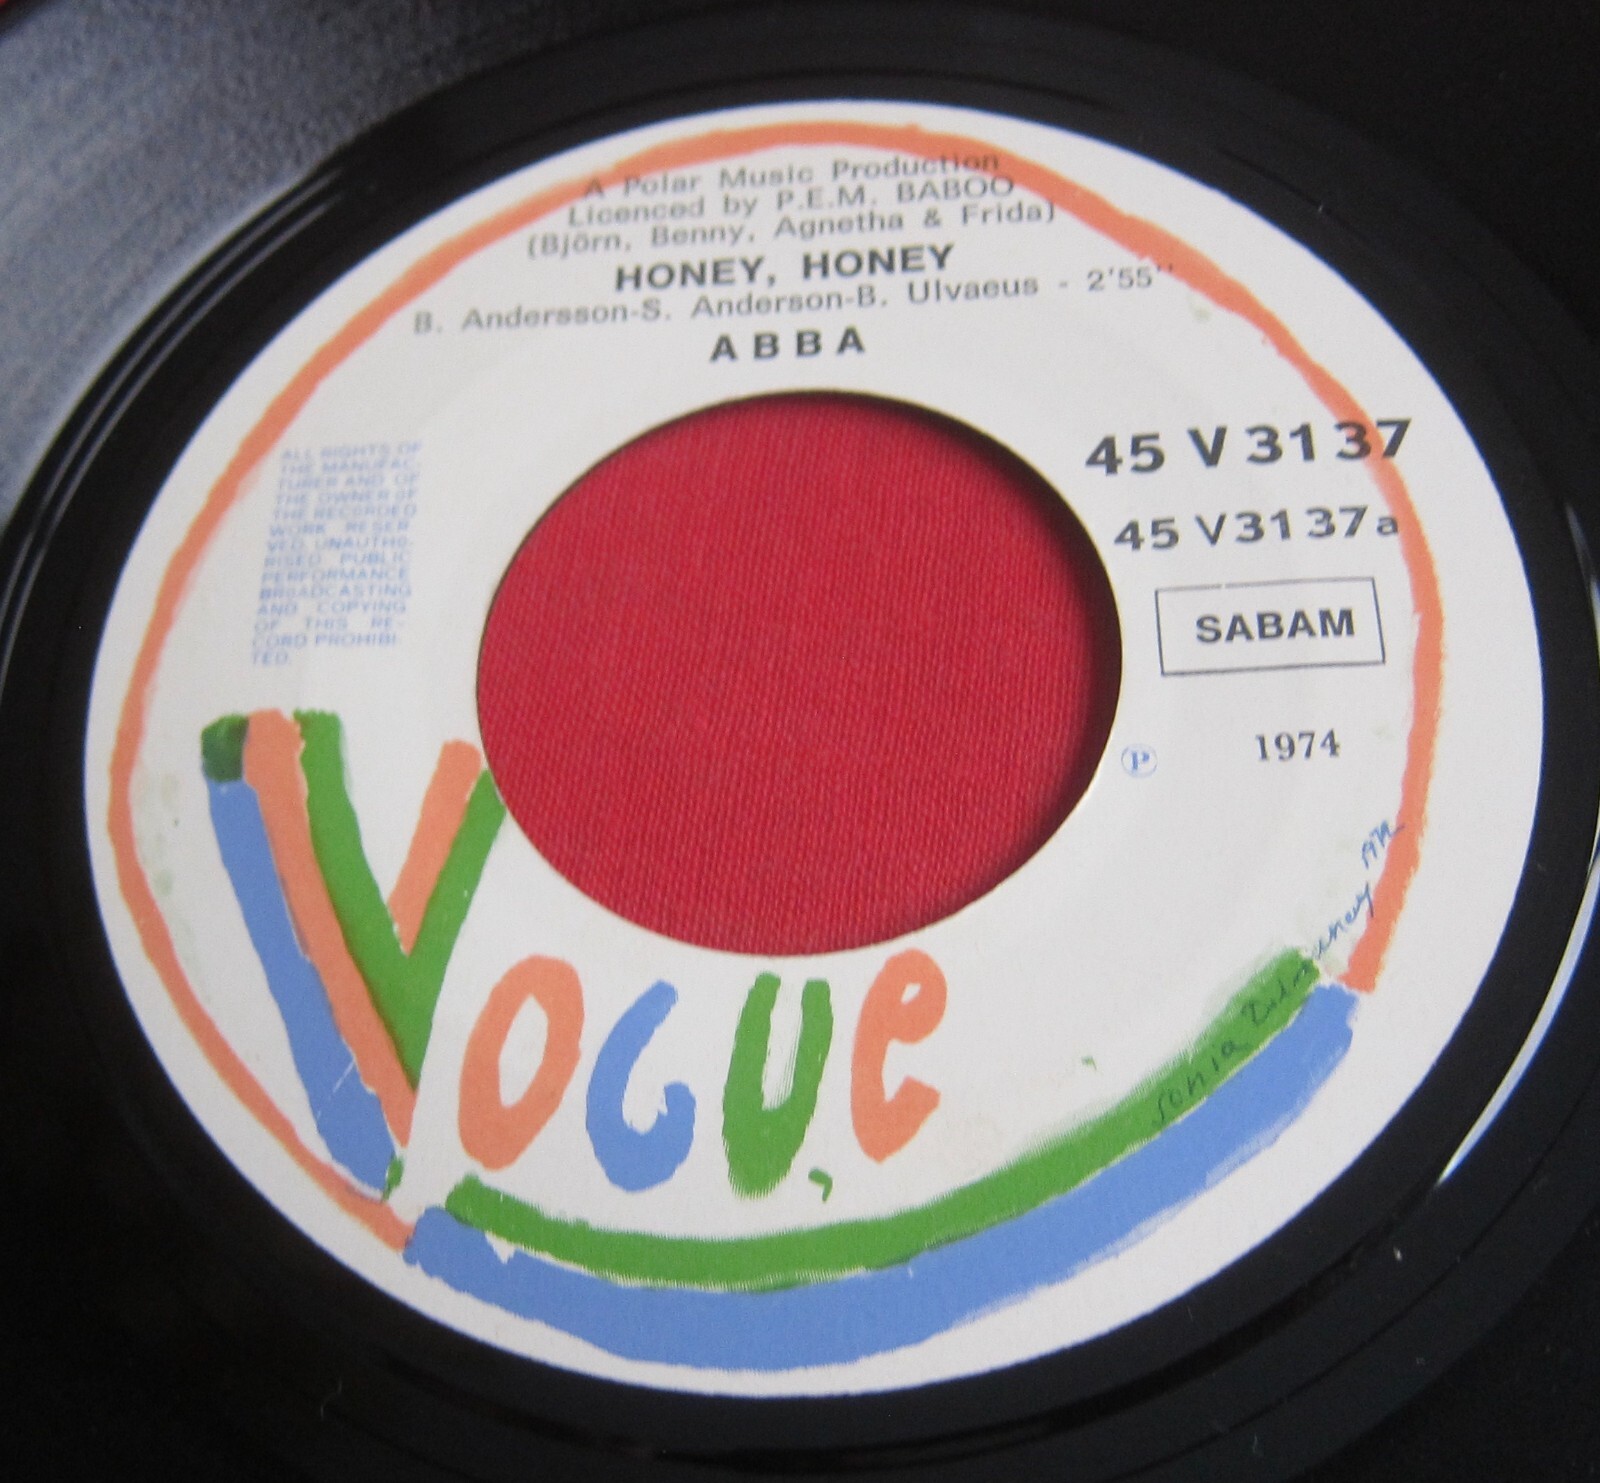 A Polar Music Production
Licenced by P.E.M. BABOO
(Björn, Benny, Agnetha & Frida)
HONEY, HONEY
B. Andersson-S. Anderson-B. Ulvaeus - 2'55''
ABBA
45 V 3137
45 V3137a
SABAM
℗ 1974
ALL RIGHTS OF
THE MANUFAC-
TURER AND OF
THE OWNER OF
THE RECORDED
WORK RESER
VED. UNAUTHO-
RISED PUBLIC
PERFORMANCE
BROADCASTING
AND COPYING
OF THIS RE-
CORD PROHIBI-
TED.
VOGUe
sonia